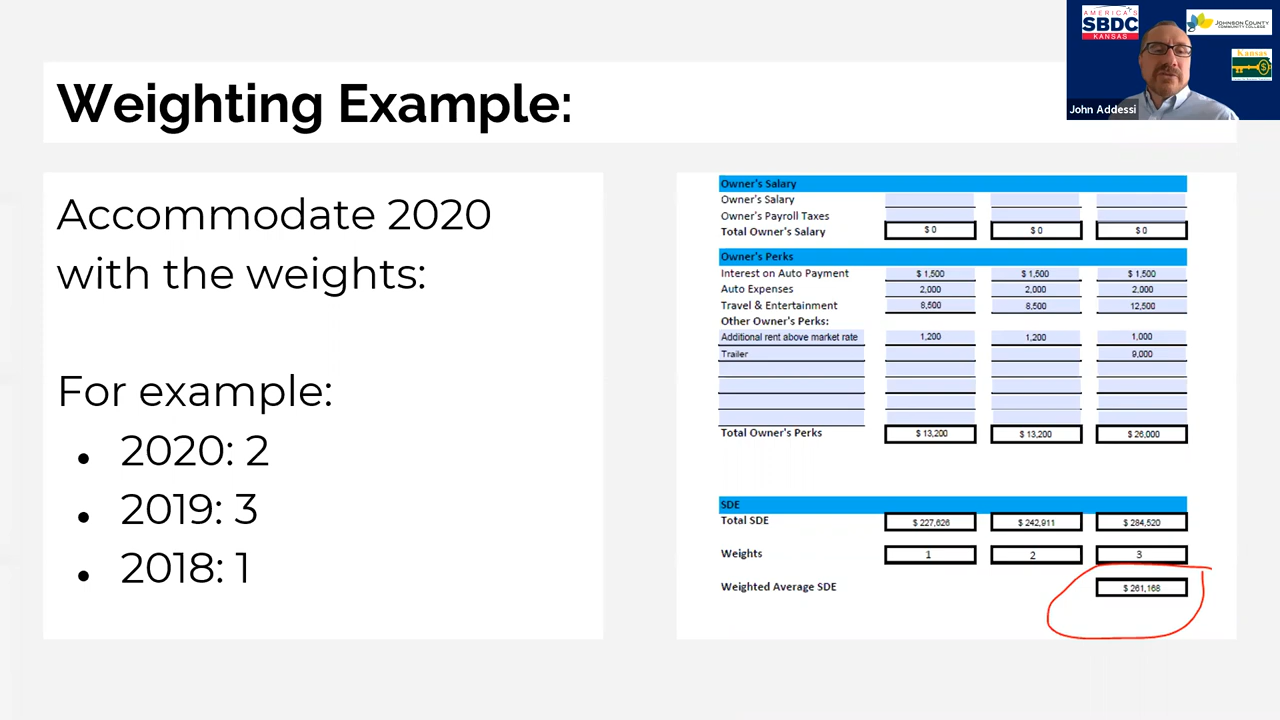 AMERICA'S
SBDC
KANSAS
JOHNSON COUNTY
COMMUNITY COLLEGE
Kansas
John Addessi
Weighting Example:
Accommodate 2020
with the weights:
For example:
• 2020: 2
• 2019: 3
• 2018: 1
Owner's Salary
Owner's Salary
Owner's Payroll Taxes
Total Owner's Salary $ 0 $ 0 $ 0
Owner's Perks
Interest on Auto Payment $ 1,500 $ 1,500 $ 1,500
Auto Expenses 2,000 2,000 2,000
Travel & Entertainment 8,500 8,500 12,500
Other Owner's Perks:
Additional rent above market rate 1,200 1,200 1,000
Trailer 9,000
Total Owner's Perks $ 13,200 $ 13,200 $ 26,000
SDE
Total SDE $ 227,626 $ 242,911 $ 284,520
Weights 1 2 3
Weighted Average SDE $ 261,168